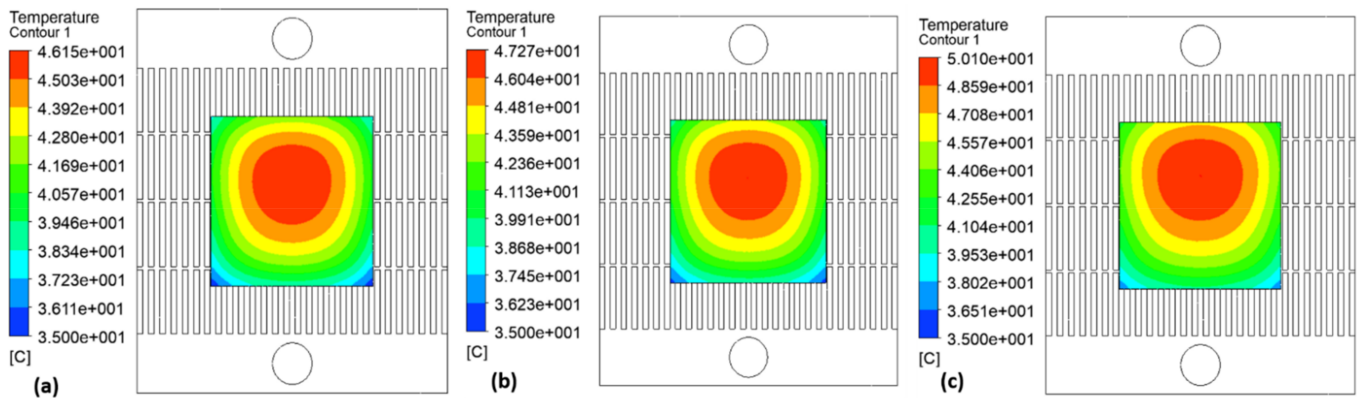 Temperature
Contour 1
4.615e+001
4.503e+001
4.392e+001
4.280e+001
4.169e+001
4.057e+001
3.946e+001
3.834e+001
3.723e+001
3.611e+001
3.500e+001
[C]
(a)
Temperature
Contour 1
4.727e+001
4.604e+001
4.481e+001
4.359e+001
4.236e+001
4.113e+001
3.991e+001
3.868e+001
3.745e+001
3.623e+001
3.500e+001
[C]
(b)
Temperature
Contour 1
5.010e+001
4.859e+001
4.708e+001
4.557e+001
4.406e+001
4.255e+001
4.104e+001
3.953e+001
3.802e+001
3.651e+001
3.500e+001
[C]
(c)